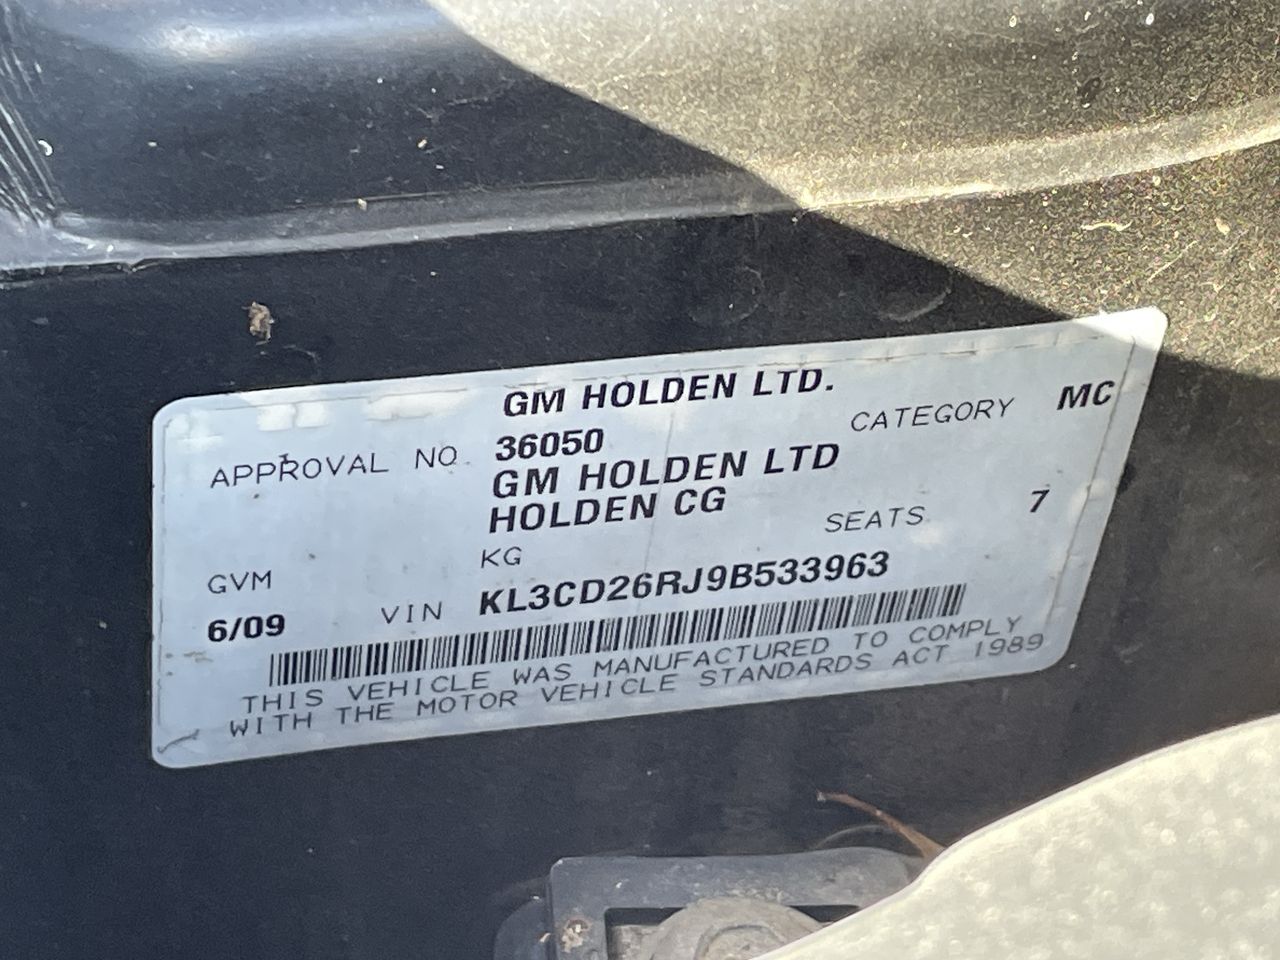 GM HOLDEN LTD.
APPROVAL NO. 36050 CATEGORY MC
GM HOLDEN LTD
HOLDEN CG SEATS 7
GVM KG
6/09 VIN KL3CD26RJ9B533963
THIS VEHICLE WAS MANUFACTURED TO COMPLY
WITH THE MOTOR VEHICLE STANDARDS ACT 1989